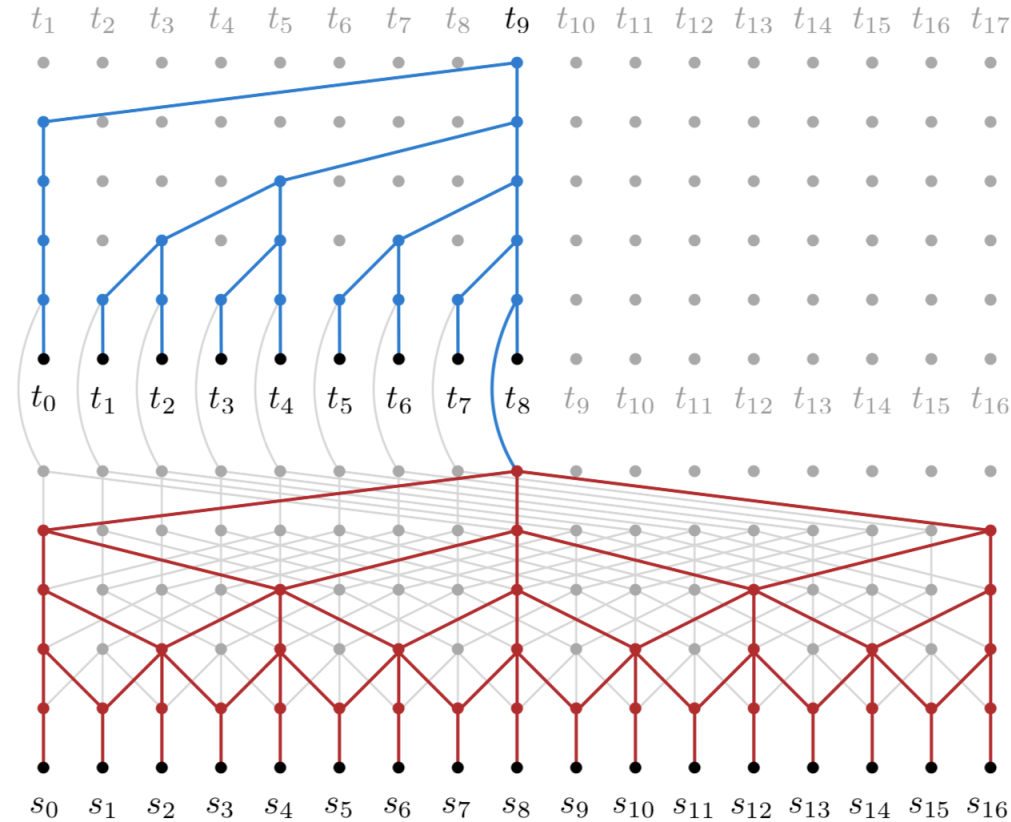 t₁ t₂ t₃ t₄ t₅ t₆ t₇ t₈ t₉ t₁₀ t₁₁ t₁₂ t₁₃ t₁₄ t₁₅ t₁₆ t₁₇
t₀ t₁ t₂ t₃ t₄ t₅ t₆ t₇ t₈ t₉ t₁₀ t₁₁ t₁₂ t₁₃ t₁₄ t₁₅ t₁₆
s₀ s₁ s₂ s₃ s₄ s₅ s₆ s₇ s₈ s₉ s₁₀ s₁₁ s₁₂ s₁₃ s₁₄ s₁₅ s₁₆